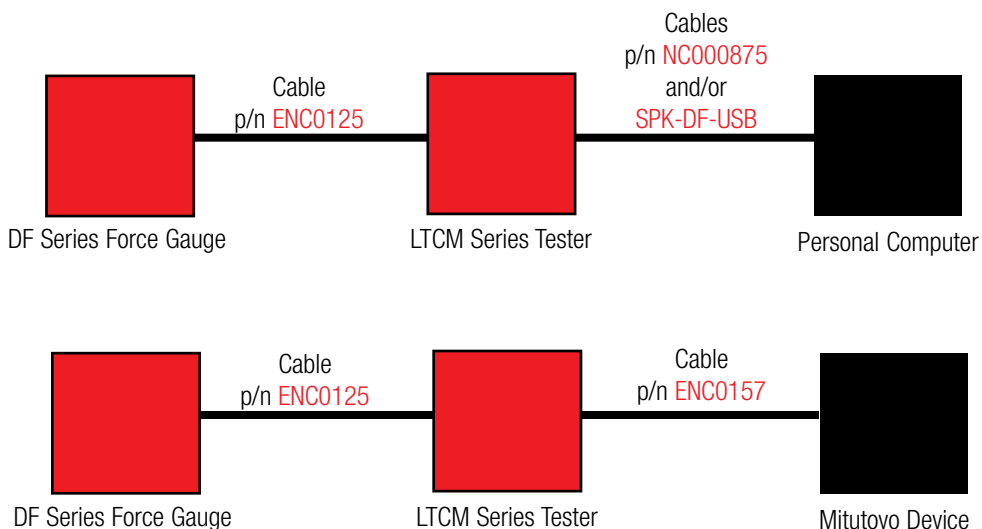 Cables
p/n NC000875
and/or
SPK-DF-USB
Cable
p/n ENC0125
DF Series Force Gauge
LTCM Series Tester
Personal Computer
Cable
p/n ENC0125
Cable
p/n ENC0157
DF Series Force Gauge
LTCM Series Tester
Mitutoyo Device